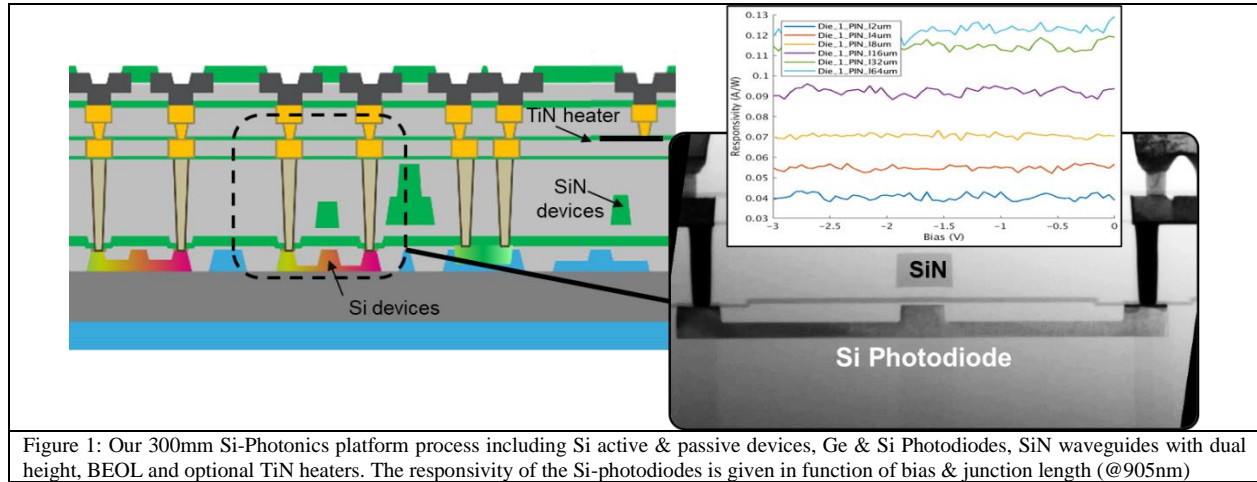 0.13
0.12
0.11
0.1
0.09
0.08
0.07
0.06
0.05
0.04
0.03
Responsivity (A/W)
Die_1_PIN_l2um
Die_1_PIN_l4um
Die_1_PIN_l8um
Die_1_PIN_l16um
Die_1_PIN_l32um
Die_1_PIN_l64um
-3 -2.5 -2 -1.5 -1 -0.5 0
Bias (V)
TiN heater
SiN
devices
Si devices
SiN
Si Photodiode
Figure 1: Our 300mm Si-Photonics platform process including Si active & passive devices, Ge & Si Photodiodes, SiN waveguides with dual
height, BEOL and optional TiN heaters. The responsivity of the Si-photodiodes is given in function of bias & junction length (@905nm)